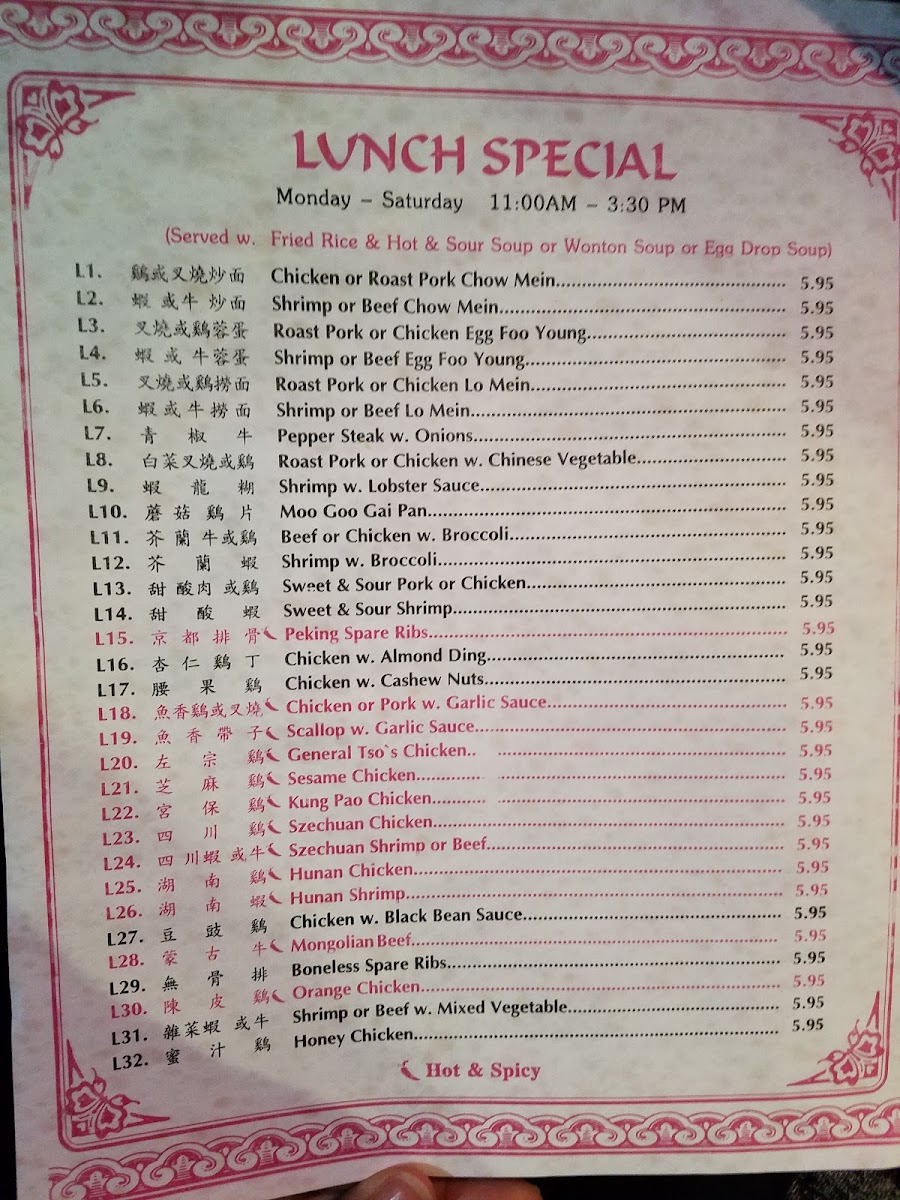 LUNCH SPECIAL
Monday – Saturday 11:00AM – 3:30 PM
(Served w. Fried Rice & Hot & Sour Soup or Wonton Soup or Egg Drop Soup)
L1. 鷄或叉燒炒面 Chicken or Roast Pork Chow Mein 5.95
L2. 蝦或牛炒面 Shrimp or Beef Chow Mein 5.95
L3. 叉燒或鷄蓉蛋 Roast Pork or Chicken Egg Foo Young 5.95
L4. 蝦或牛蓉蛋 Shrimp or Beef Egg Foo Young 5.95
L5. 叉燒或鷄撈面 Roast Pork or Chicken Lo Mein 5.95
L6. 蝦或牛撈面 Shrimp or Beef Lo Mein 5.95
L7. 青椒牛 Pepper Steak w. Onions 5.95
L8. 白菜叉燒或鷄 Roast Pork or Chicken w. Chinese Vegetable 5.95
L9. 蝦龍糊 Shrimp w. Lobster Sauce 5.95
L10. 蘑菇鷄片 Moo Goo Gai Pan 5.95
L11. 芥蘭牛或鷄 Beef or Chicken w. Broccoli 5.95
L12. 芥蘭蝦 Shrimp w. Broccoli 5.95
L13. 甜酸肉或鷄 Sweet & Sour Pork or Chicken 5.95
L14. 甜酸蝦 Sweet & Sour Shrimp 5.95
L15. 京都排骨 Peking Spare Ribs 5.95
L16. 杏仁鷄丁 Chicken w. Almond Ding 5.95
L17. 腰果鷄 Chicken w. Cashew Nuts 5.95
L18. 魚香鷄或叉燒 Chicken or Pork w. Garlic Sauce 5.95
L19. 魚香帶子 Scallop w. Garlic Sauce 5.95
L20. 左宗鷄 General Tso`s Chicken 5.95
L21. 芝麻鷄 Sesame Chicken 5.95
L22. 宮保鷄 Kung Pao Chicken 5.95
L23. 四川鷄 Szechuan Chicken 5.95
L24. 四川蝦或牛 Szechuan Shrimp or Beef 5.95
L25. 湖南鷄 Hunan Chicken 5.95
L26. 湖南蝦 Hunan Shrimp 5.95
L27. 豆豉鷄 Chicken w. Black Bean Sauce 5.95
L28. 蒙古牛 Mongolian Beef 5.95
L29. 無骨排 Boneless Spare Ribs 5.95
L30. 陳皮鷄 Orange Chicken 5.95
L31. 雜菜蝦或牛 Shrimp or Beef w. Mixed Vegetable 5.95
L32. 蜜汁鷄 Honey Chicken 5.95
Hot & Spicy